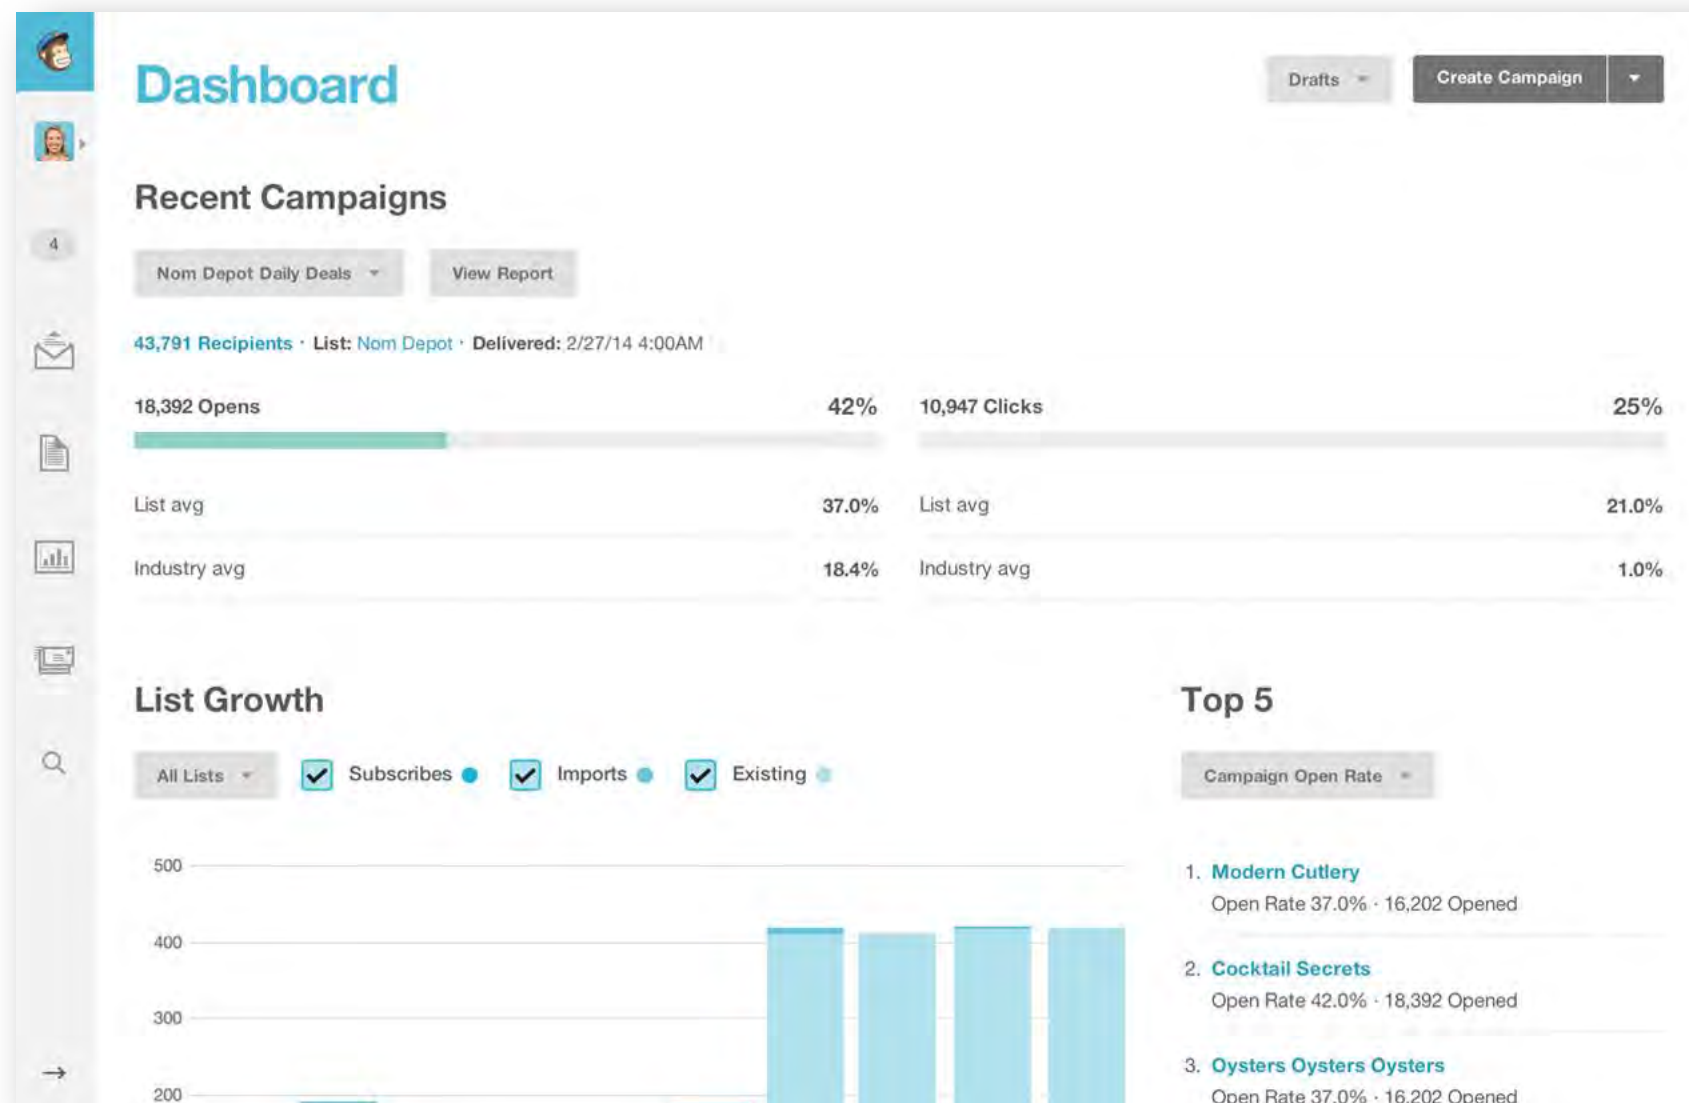 Dashboard
Drafts
Create Campaign
Recent Campaigns
4
Nom Depot Daily Deals
View Report
43,791 Recipients · List: Nom Depot · Delivered: 2/27/14 4:00AM
18,392 Opens 42%
10,947 Clicks 25%
List avg 37.0%
List avg 21.0%
Industry avg 18.4%
Industry avg 1.0%
List Growth
All Lists
Subscribes
Imports
Existing
500
400
300
200
Top 5
Campaign Open Rate
1. Modern Cutlery
Open Rate 37.0% · 16,202 Opened
2. Cocktail Secrets
Open Rate 42.0% · 18,392 Opened
3. Oysters Oysters Oysters
Open Rate 37.0% · 16,202 Opened